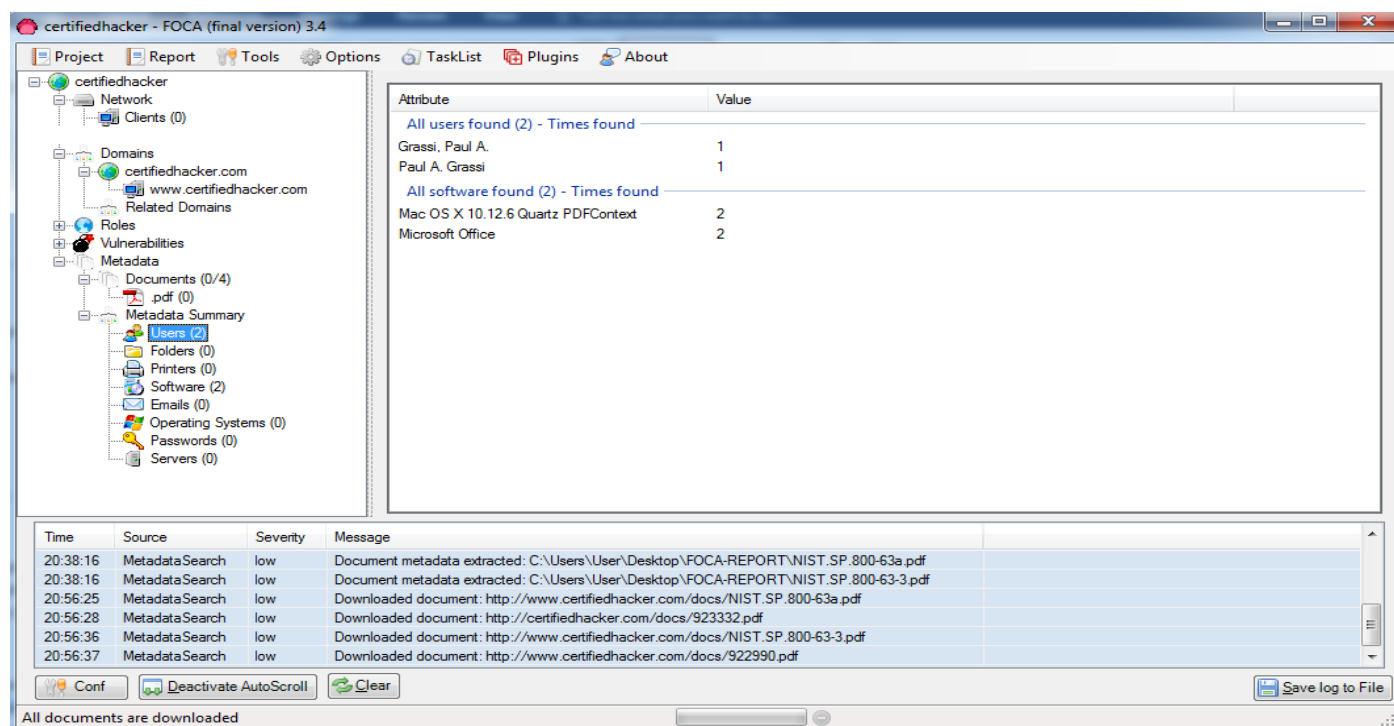 certifiedhacker - FOCA (final version) 3.4
Project Report Tools Options TaskList Plugins About
certifiedhacker
Network
Clients (0)
Domains
certifiedhacker.com
www.certifiedhacker.com
Related Domains
Roles
Vulnerabilities
Metadata
Documents (0/4)
.pdf (0)
Metadata Summary
Users (2)
Folders (0)
Printers (0)
Software (2)
Emails (0)
Operating Systems (0)
Passwords (0)
Servers (0)
Attribute Value
All users found (2) - Times found
Grassi, Paul A. 1
Paul A. Grassi 1
All software found (2) - Times found
Mac OS X 10.12.6 Quartz PDFContext 2
Microsoft Office 2
Time Source Severity Message
20:38:16 MetadataSearch low Document metadata extracted: C:\Users\User\Desktop\FOCA-REPORT\NIST.SP.800-63a.pdf
20:38:16 MetadataSearch low Document metadata extracted: C:\Users\User\Desktop\FOCA-REPORT\NIST.SP.800-63-3.pdf
20:56:25 MetadataSearch low Downloaded document: http://www.certifiedhacker.com/docs/NIST.SP.800-63a.pdf
20:56:28 MetadataSearch low Downloaded document: http://certifiedhacker.com/docs/923332.pdf
20:56:36 MetadataSearch low Downloaded document: http://www.certifiedhacker.com/docs/NIST.SP.800-63-3.pdf
20:56:37 MetadataSearch low Downloaded document: http://www.certifiedhacker.com/docs/922990.pdf
Conf Deactivate AutoScroll Clear Save log to File
All documents are downloaded